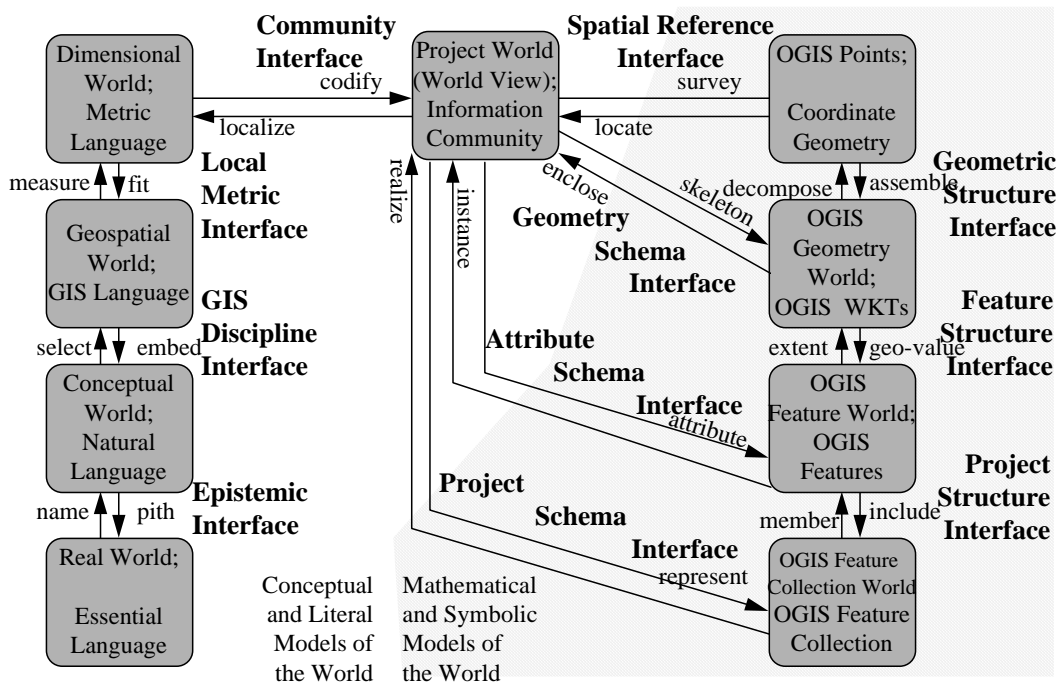 Dimensional
World;
Metric
Language
Community
Interface
codify
localize
Project World
(World View);
Information
Community
Spatial Reference
Interface
survey
locate
OGIS Points;
Coordinate
Geometry
measure
fit
Local
Metric
Interface
realize
instance
enclose
skeleton
Geometry
Schema
Interface
decompose
assemble
Geometric
Structure
Interface
Geospatial
World;
GIS Language
OGIS
Geometry
World;
OGIS WKTs
select
embed
GIS
Discipline
Interface
Attribute
Schema
Interface
attribute
extent
geo-value
Feature
Structure
Interface
Conceptual
World;
Natural
Language
OGIS
Feature World;
OGIS
Features
name
pith
Epistemic
Interface
Project
Schema
Interface
represent
member
include
Project
Structure
Interface
Real World;
Essential
Language
Conceptual
and Literal
Models of
the World
Mathematical
and Symbolic
Models of
the World
OGIS Feature
Collection World
OGIS Feature
Collection